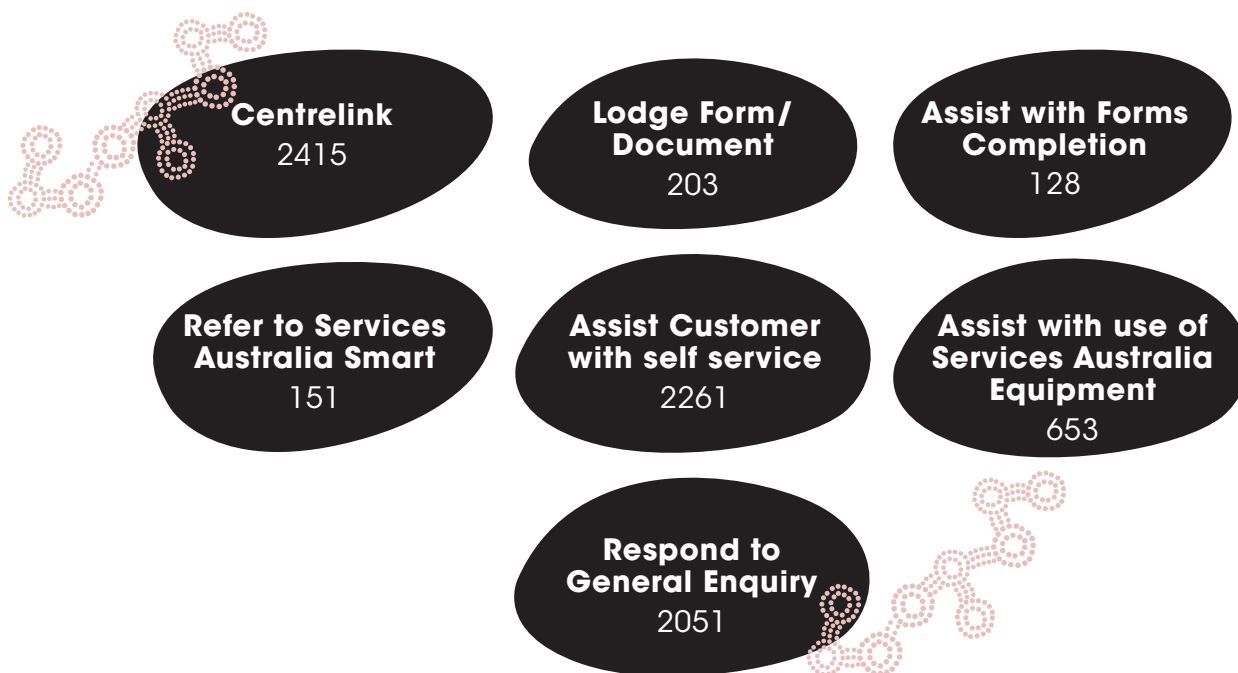 Centrelink
2415
Lodge Form/
Document
203
Assist with Forms
Completion
128
Refer to Services
Australia Smart
151
Assist Customer
with self service
2261
Assist with use of
Services Australia
Equipment
653
Respond to
General Enquiry
2051